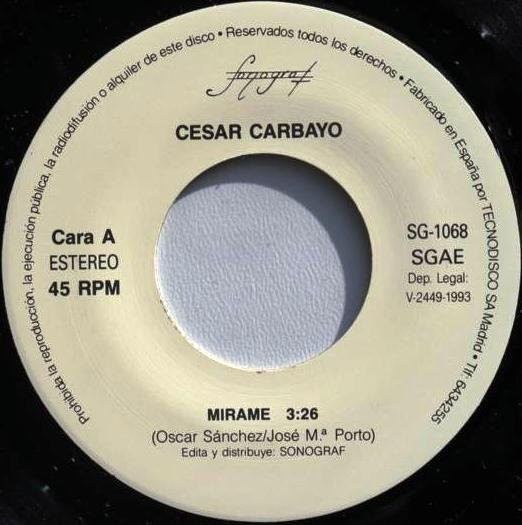 Prohibida la reproducción, la ejecución pública, la radiodifusión o alquiler de este disco • Reservados todos los derechos • Fabricado en España por TECNODISCO SA Madrid • Tlf: 6434255
Sonograf
CESAR CARBAYO
Cara A
ESTEREO
45 RPM
SG-1068
SGAE
Dep. Legal:
V-2449-1993
MIRAME 3:26
(Oscar Sánchez/José M.ª Porto)
Edita y distribuye: SONOGRAF